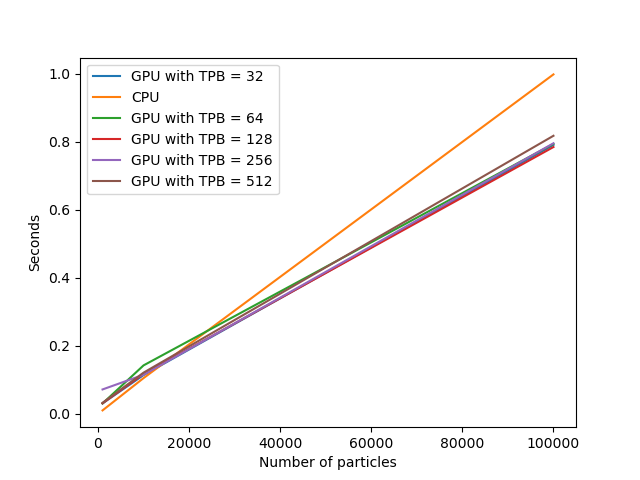 GPU with TPB = 32
CPU
GPU with TPB = 64
GPU with TPB = 128
GPU with TPB = 256
GPU with TPB = 512
1.0
0.8
0.6
0.4
0.2
0.0
Seconds
0 20000 40000 60000 80000 100000
Number of particles